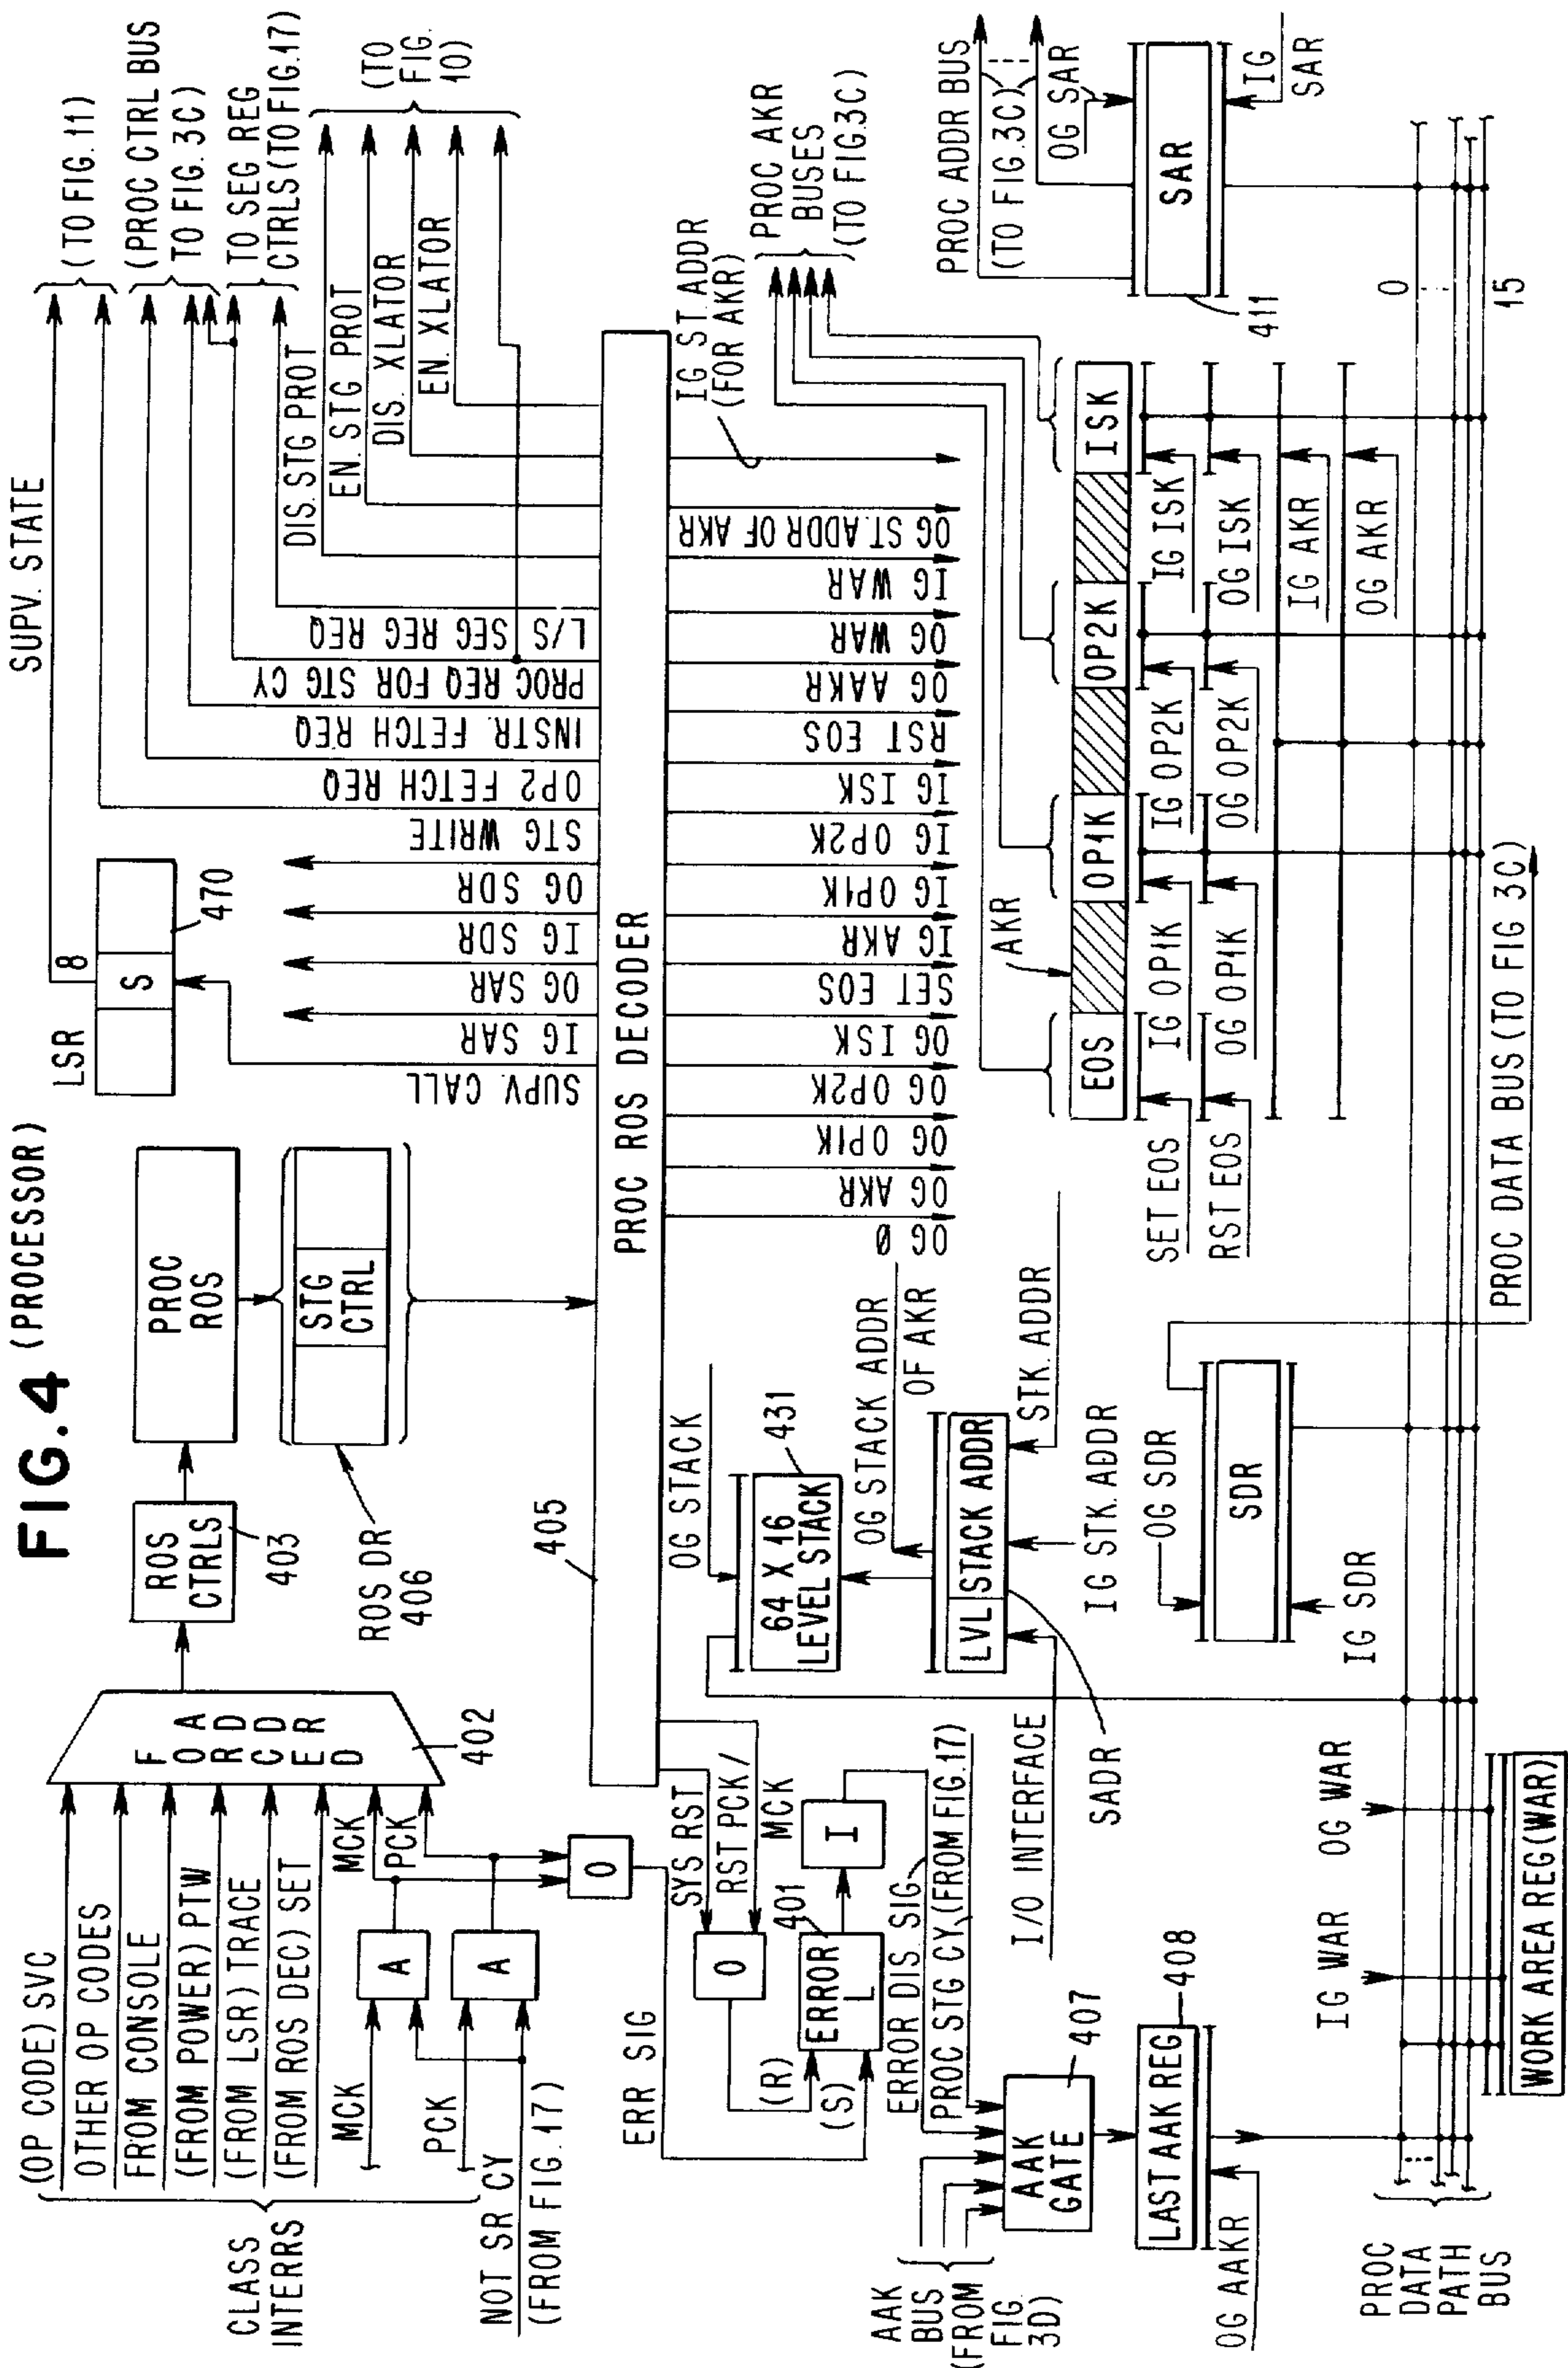 FIG. 4 (PROCESSOR)
(OP CODE) SVC
OTHER OP CODES
FROM CONSOLE
(FROM POWER) PTW
(FROM LSR) TRACE
(FROM ROS DEC) SET
CLASS
INTERRS
MCK
PCK
NOT SR CY
(FROM FIG. 17)
A
A
MCK
PCK
FORCED
ADDER
402
ROS
CTRLS
403
PROC
ROS
STG
CTRL
ROS DR
406
LSR
8
S
470
SUPV. STATE
(TO FIG. 11)
(PROC CTRL BUS
TO FIG. 3C)
TO SEG REG
CTRLS (TO FIG.17)
DIS. STG PROT
EN. STG PROT
DIS. XLATOR
EN. XLATOR
(TO
FIG.
10)
O
ERR SIG
SYS RST
RST PCK/
MCK
O
401
(R)
(S)
ERROR
L
I
ERROR DIS. SIG
PROC STG CY (FROM FIG. 17)
405
PROC ROS DECODER
SUPV. CALL
IG SAR
OG SAR
IG SDR
OG SDR
STG WRITE
OP2 FETCH REQ
INSTR. FETCH REQ
PROC REQ FOR STG CY
L/S SEG REG REQ
OG Ø
OG AKR
OG OP1K
OG OP2K
OG ISK
SET EOS
IG AKR
IG OP1K
IG OP2K
IG ISK
RST EOS
OG AAKR
OG WAR
IG WAR
OG ST. ADDR OF AKR
IG ST. ADDR
(FOR AKR)
AAK
BUS
(FROM
FIG.
3D)
AAK
GATE
407
LAST AAK REG
408
OG AAKR
OG STACK
64 X 16
LEVEL STACK
431
OG STACK ADDR
OF AKR
LVL
STACK ADDR
STK. ADDR
I/O INTERFACE
SADR
IG STK. ADDR
OG SDR
SDR
IG SDR
AKR
EOS
OP1K
OP2K
ISK
SET EOS
RST EOS
IG OP1K
OG OP1K
IG OP2K
OG OP2K
IG ISK
OG ISK
IG AKR
OG AKR
PROC AKR
BUSES
(TO FIG.3C)
PROC ADDR BUS
(TO FIG.3C)
OG SAR
SAR
411
IG
SAR
0
15
PROC DATA BUS (TO FIG 3C)
IG WAR
OG WAR
WORK AREA REG (WAR)
PROC
DATA
PATH
BUS